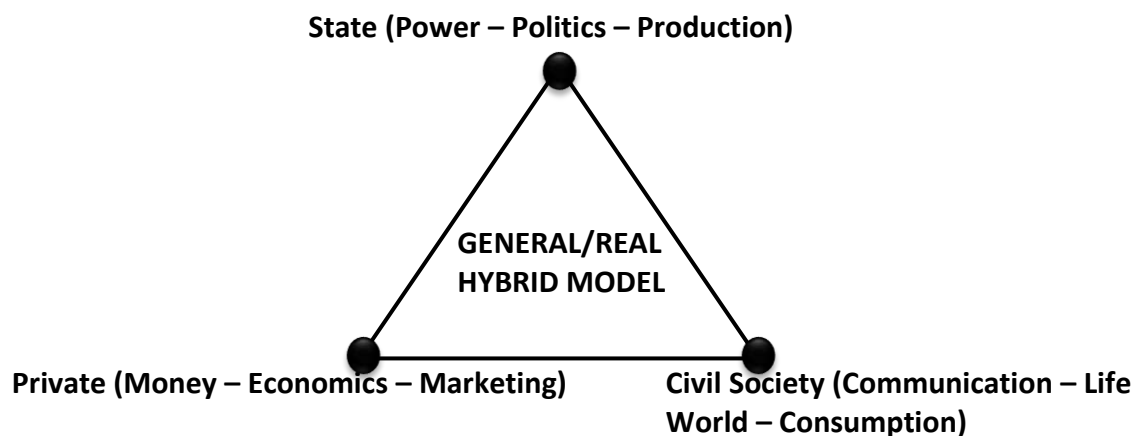 State (Power – Politics – Production)
GENERAL/REAL
HYBRID MODEL
Private (Money – Economics – Marketing)
Civil Society (Communication – Life
World – Consumption)